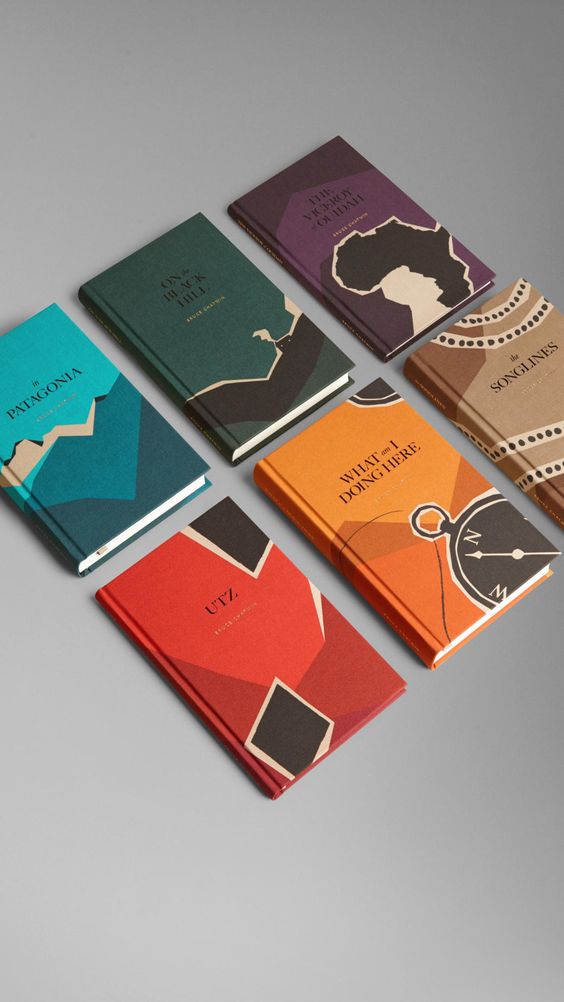 THE
VICEROY
of OUIDAH
BRUCE CHATWIN
ON the
BLACK
HILL
BRUCE CHATWIN
in
PATAGONIA
BRUCE CHATWIN
the
SONGLINES
WHAT am I
DOING HERE
N
UTZ
BRUCE CHATWIN